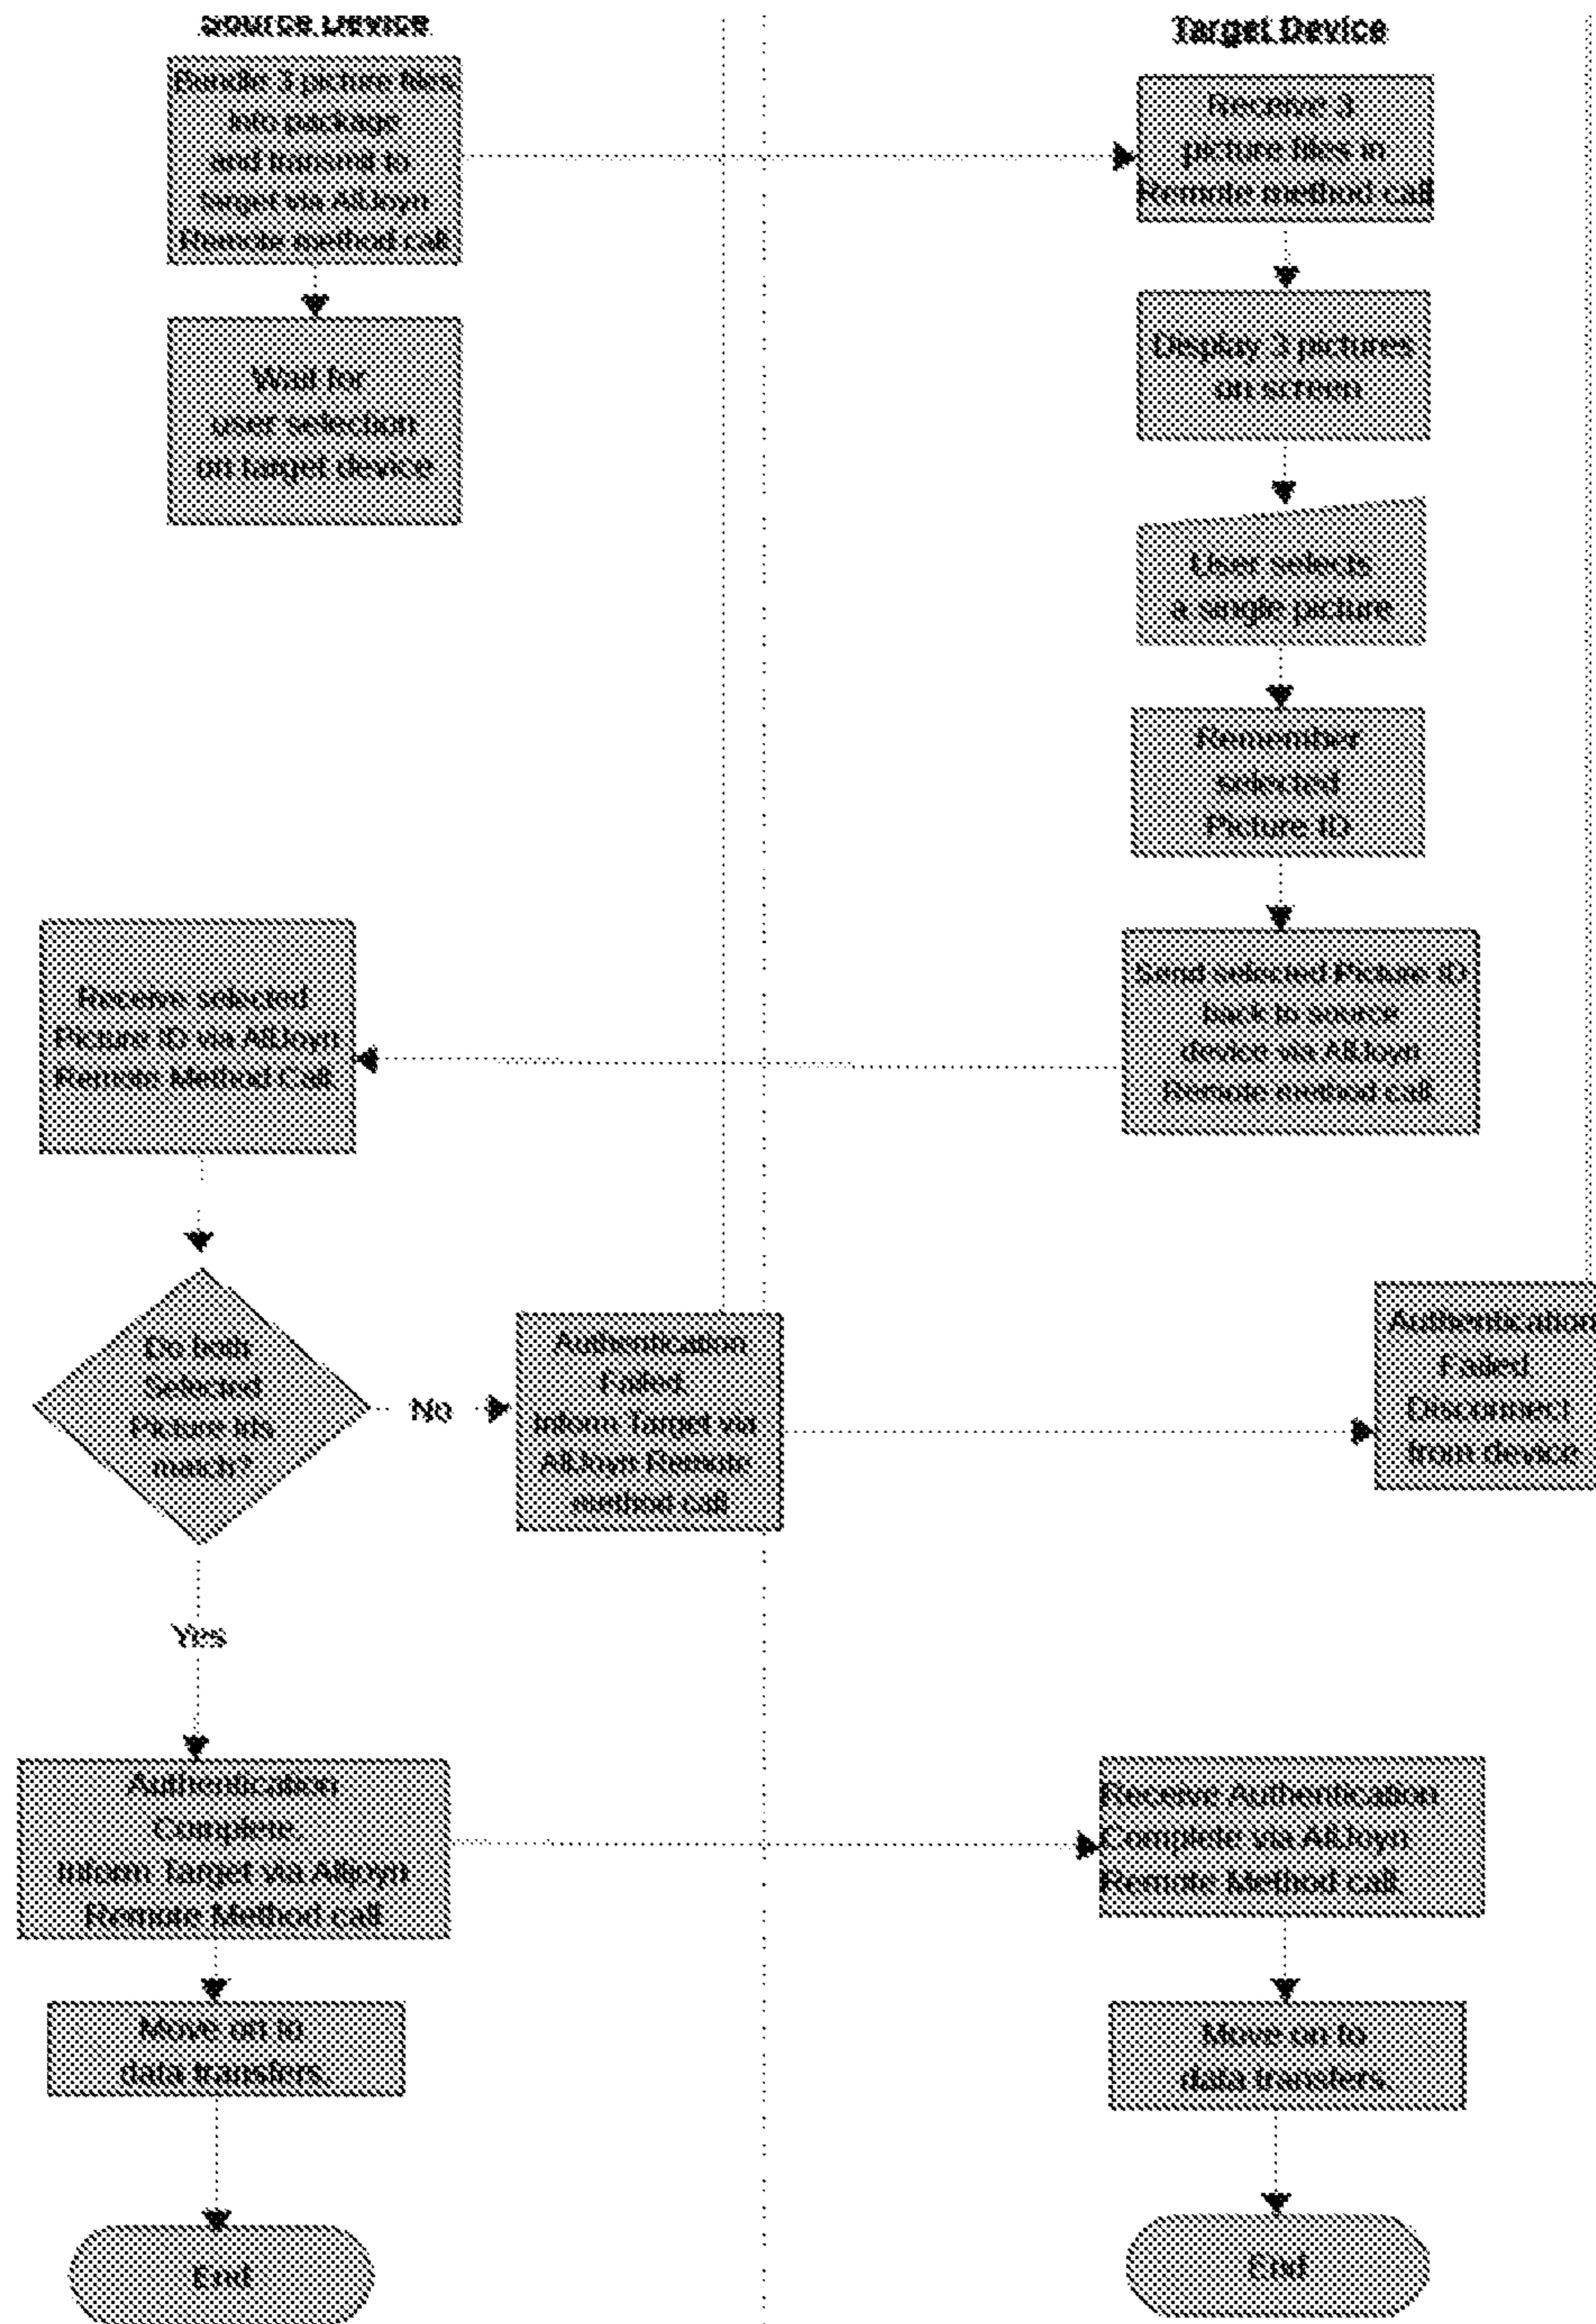 Source Device
Bundle 3 picture files
into package
and transmit to
target via AllJoyn
Remote method call
Wait for
user selection
on target device
Target Device
Receive 3
picture files in
Remote method call
Display 3 pictures
on screen
User selects
a single picture
Remember
selected
Picture ID
Send selected Picture ID
back to source
device via AllJoyn
Remote method call
Receive selected
Picture ID via AllJoyn
Remote Method Call
Do both
Selected
Picture Ids
match?
No
Authentication
Failed.
Inform Target via
AllJoyn Remote
method call
Authentication
Failed
Disconnect
from device
Yes
Authentication
Complete.
Inform Target via Alljoyn
Remote Method call
Receive Authentication
Complete via AllJoyn
Remote Method call
Move on to
data transfers.
Move on to
data transfers.
End
End